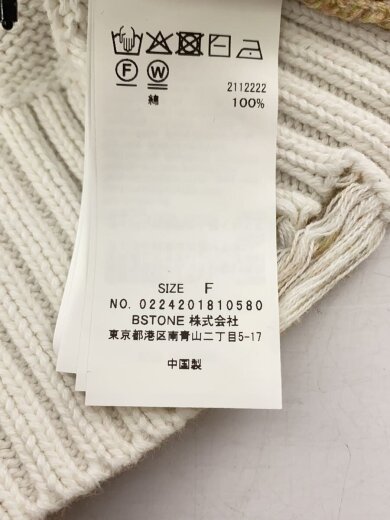 F W
2112222
綿 100%
SIZE F
NO. 0224201810580
BSTONE 株式会社
東京都港区南青山二丁目5-17
中国製